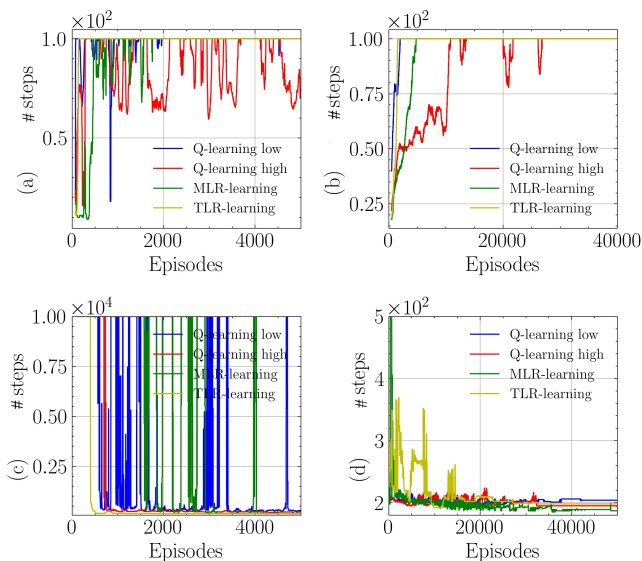 ×10²
1.0
0.5
# steps
(a)
Q-learning low
Q-learning high
MLR-learning
TLR-learning
0 2000 4000
Episodes
×10²
1.00
0.75
0.50
0.25
# steps
(b)
Q-learning low
Q-learning high
MLR-learning
TLR-learning
0 20000 40000
Episodes
×10⁴
1.00
0.75
0.50
0.25
# steps
(c)
Q-learning low
Q-learning high
MLR-learning
TLR-learning
0 2000 4000
Episodes
×10²
5
4
3
2
# steps
(d)
Q-learning low
Q-learning high
MLR-learning
TLR-learning
0 20000 40000
Episodes